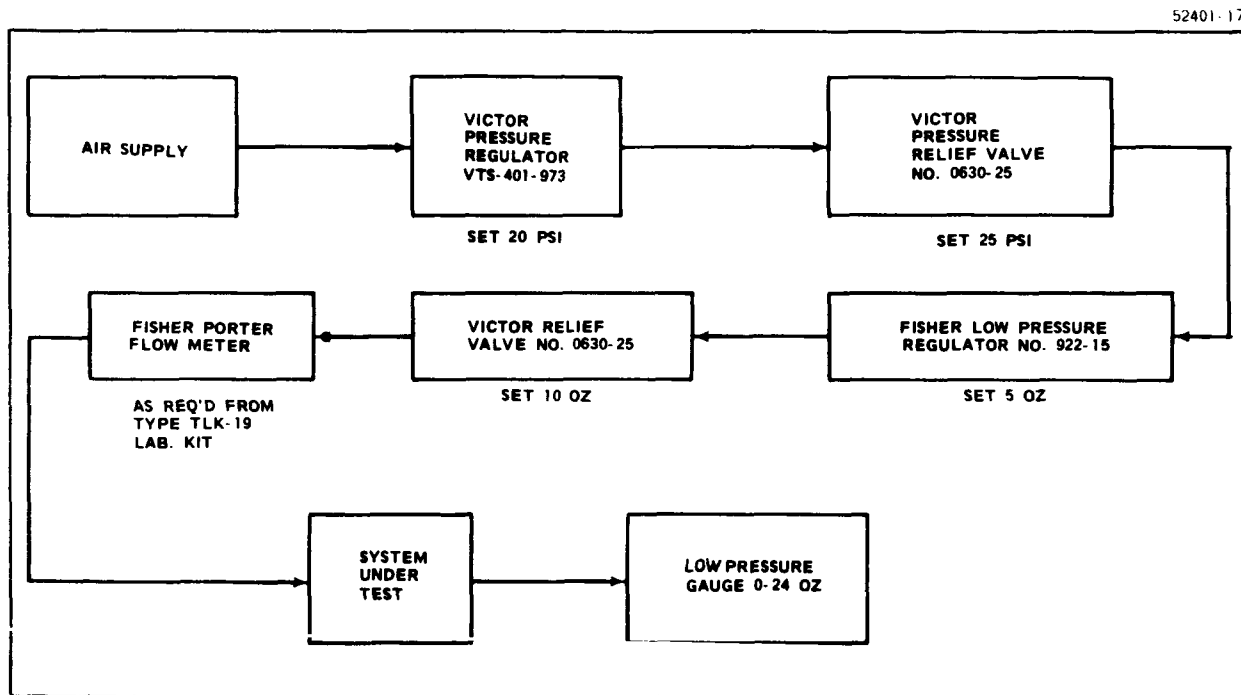 52401-17
AIR SUPPLY
VICTOR
PRESSURE
REGULATOR
VTS-401-973
SET 20 PSI
VICTOR
PRESSURE
RELIEF VALVE
NO. 0630-25
SET 25 PSI
FISHER LOW PRESSURE
REGULATOR NO. 922-15
SET 5 OZ
VICTOR RELIEF
VALVE NO. 0630-25
SET 10 OZ
FISHER PORTER
FLOW METER
AS REQ'D FROM
TYPE TLK-19
LAB. KIT
SYSTEM
UNDER
TEST
LOW PRESSURE
GAUGE 0-24 OZ